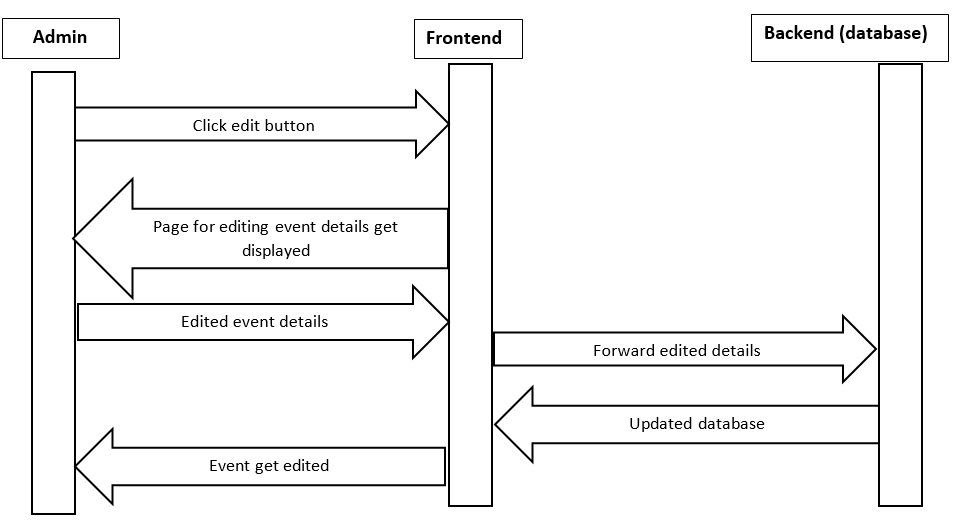 Admin
Frontend
Backend (database)
Click edit button
Page for editing event details get
displayed
Edited event details
Forward edited details
Updated database
Event get edited